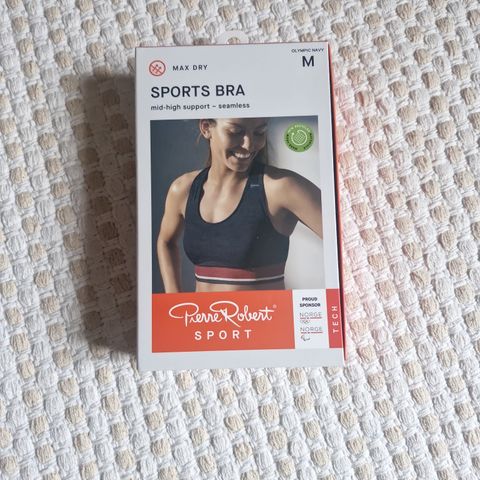 OLYMPIC NAVY
MAX DRY
M
SPORTS BRA
mid-high support – seamless
Pierre Robert®
SPORT
PROUD
SPONSOR
NORGE
NORGE
TECH